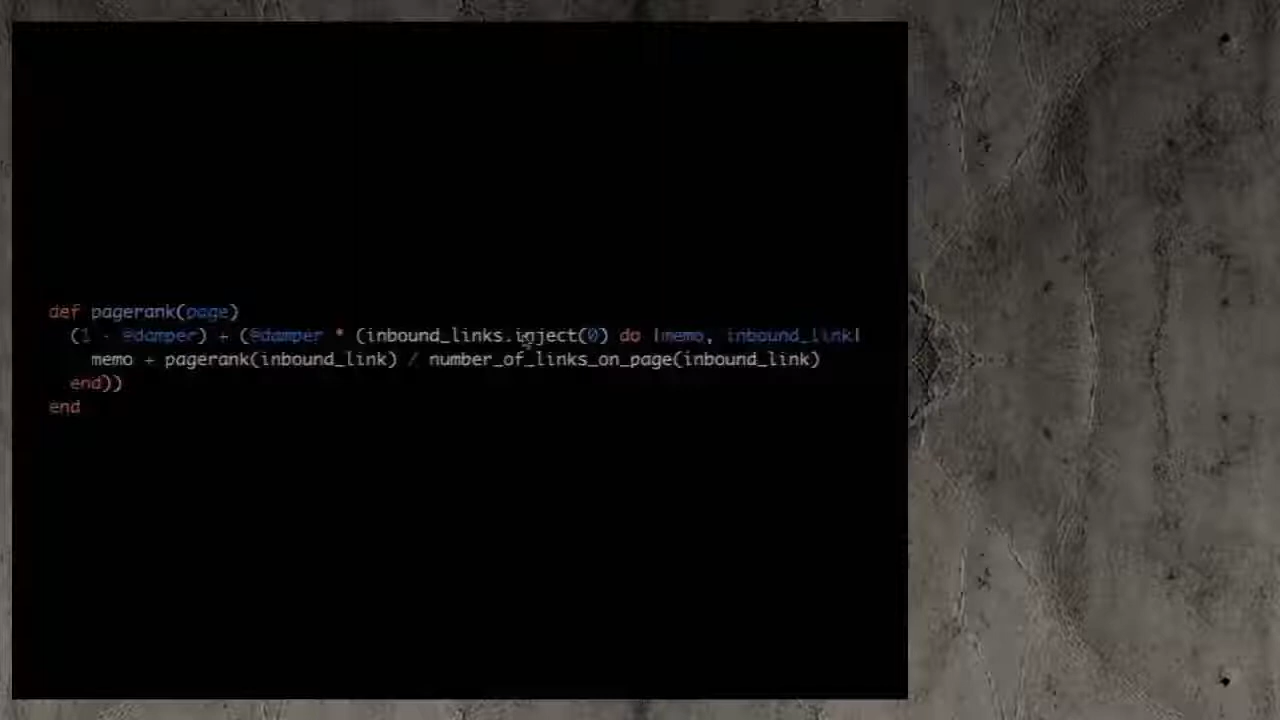 def pagerank(page)
(1 - @damper) + (@damper * (inbound_links.inject(0) do |memo, inbound_link|
memo + pagerank(inbound_link) / number_of_links_on_page(inbound_link)
end))
end